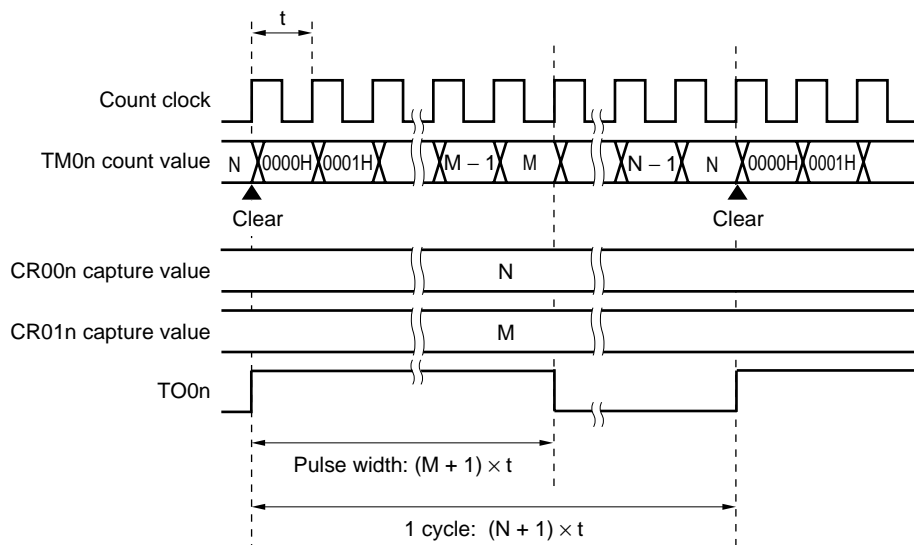 t
Count clock
TM0n count value N 0000H 0001H M − 1 M N − 1 N 0000H 0001H
Clear Clear
CR00n capture value N
CR01n capture value M
TO0n
Pulse width: (M + 1) × t
1 cycle: (N + 1) × t